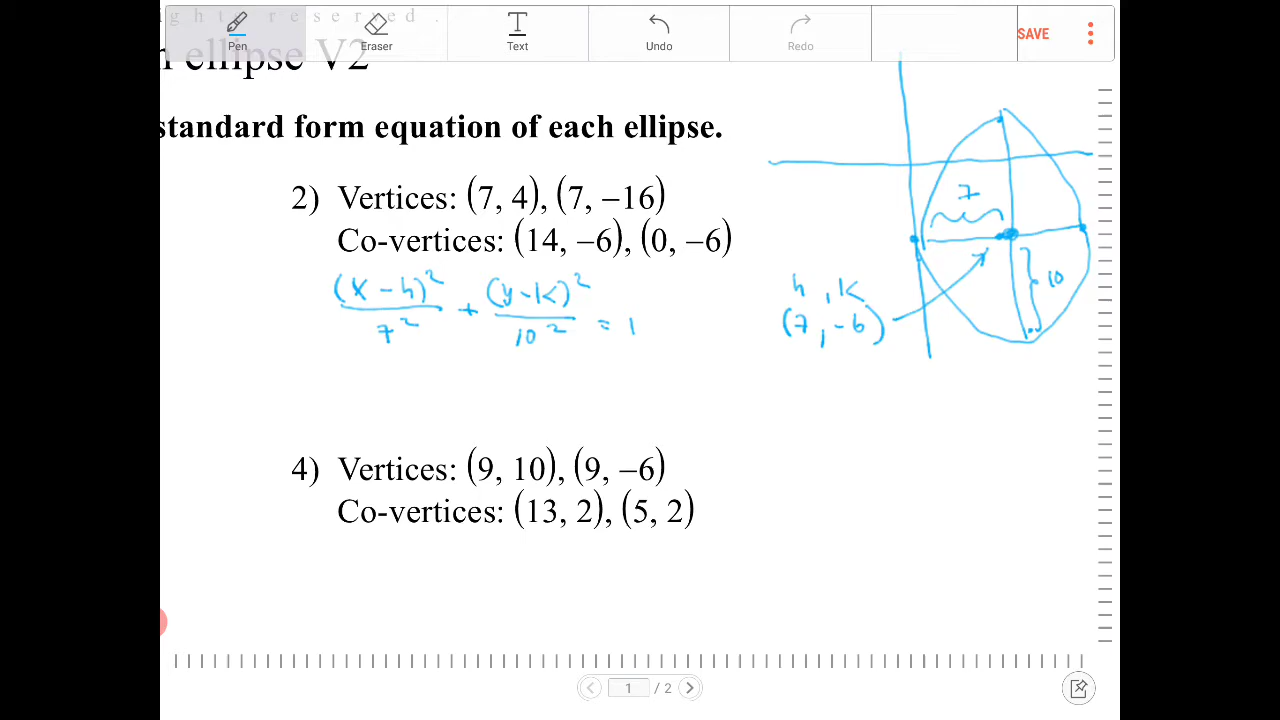 ights reserved.
Pen Eraser Text Undo Redo SAVE
n ellipse V2
standard form equation of each ellipse.
2) Vertices: (7, 4), (7, −16)
Co-vertices: (14, −6), (0, −6)
(x − h)² / 7² + (y − k)² / 10² = 1
h , k
(7, −6)
7
10
4) Vertices: (9, 10), (9, −6)
Co-vertices: (13, 2), (5, 2)
1 / 2